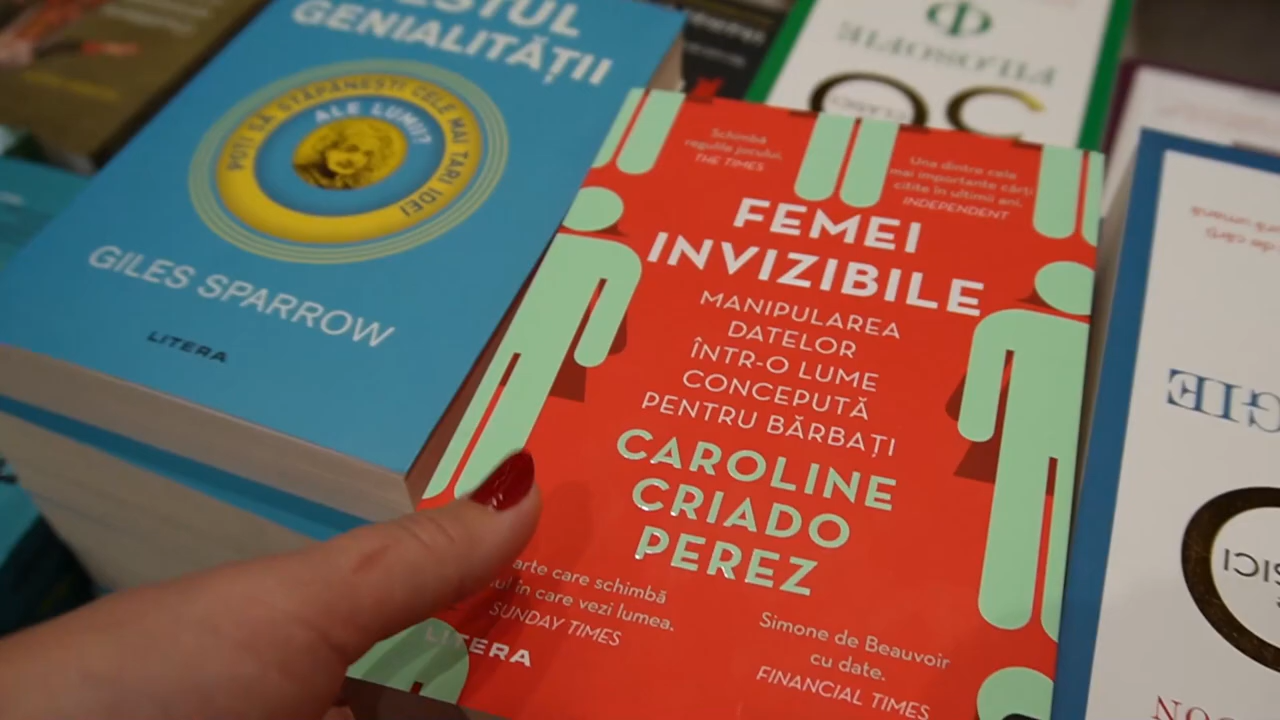 TESTUL
GENIALITĂȚII
POȚI SĂ STĂPÂNEȘTI CELE MAI TARI IDEI
ALE LUMII?
GILES SPARROW
LITERA
Schimbă
regulile jocului.
THE TIMES
Una dintre cele
mai importante cărți
citite în ultimii ani.
INDEPENDENT
FEMEI
INVIZIBILE
MANIPULAREA
DATELOR
ÎNTR-O LUME
CONCEPUTĂ
PENTRU BĂRBAȚI
CAROLINE
CRIADO
PEREZ
arte care schimbă
în care vezi lumea.
SUNDAY TIMES
LITERA
Simone de Beauvoir
cu date.
FINANCIAL TIMES
FILOSOFIE